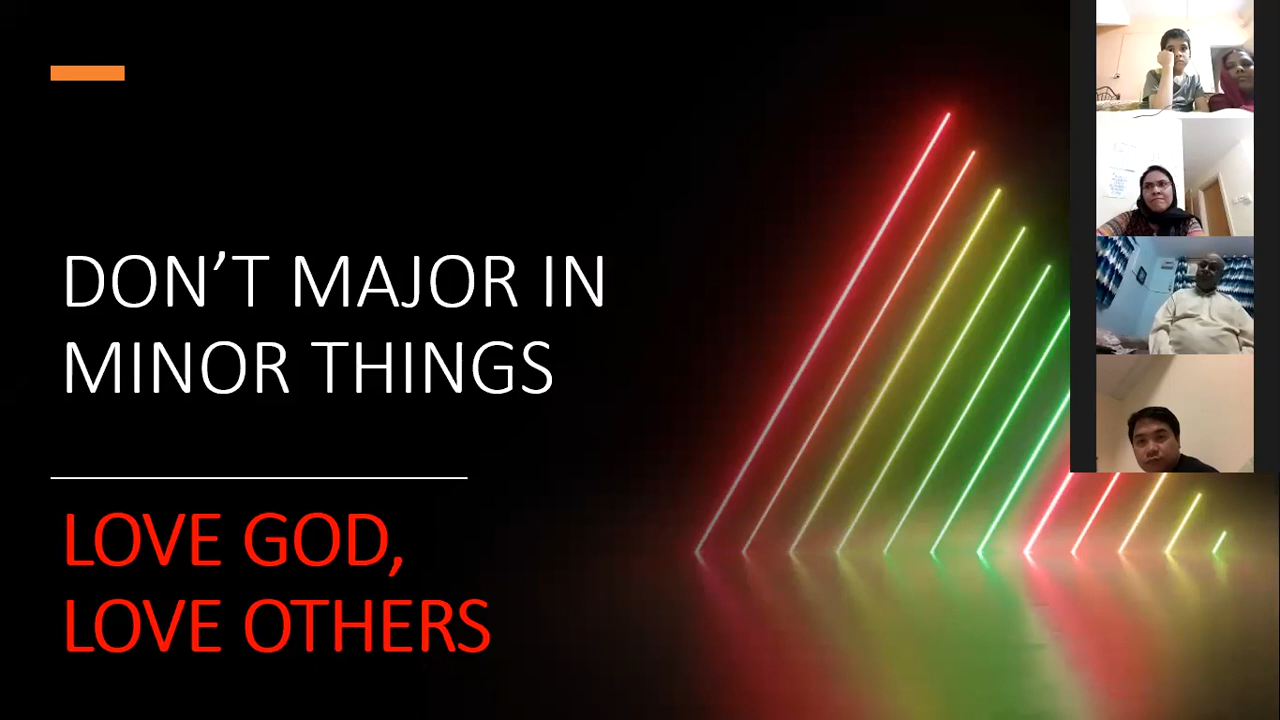 DON’T MAJOR IN
MINOR THINGS
LOVE GOD,
LOVE OTHERS